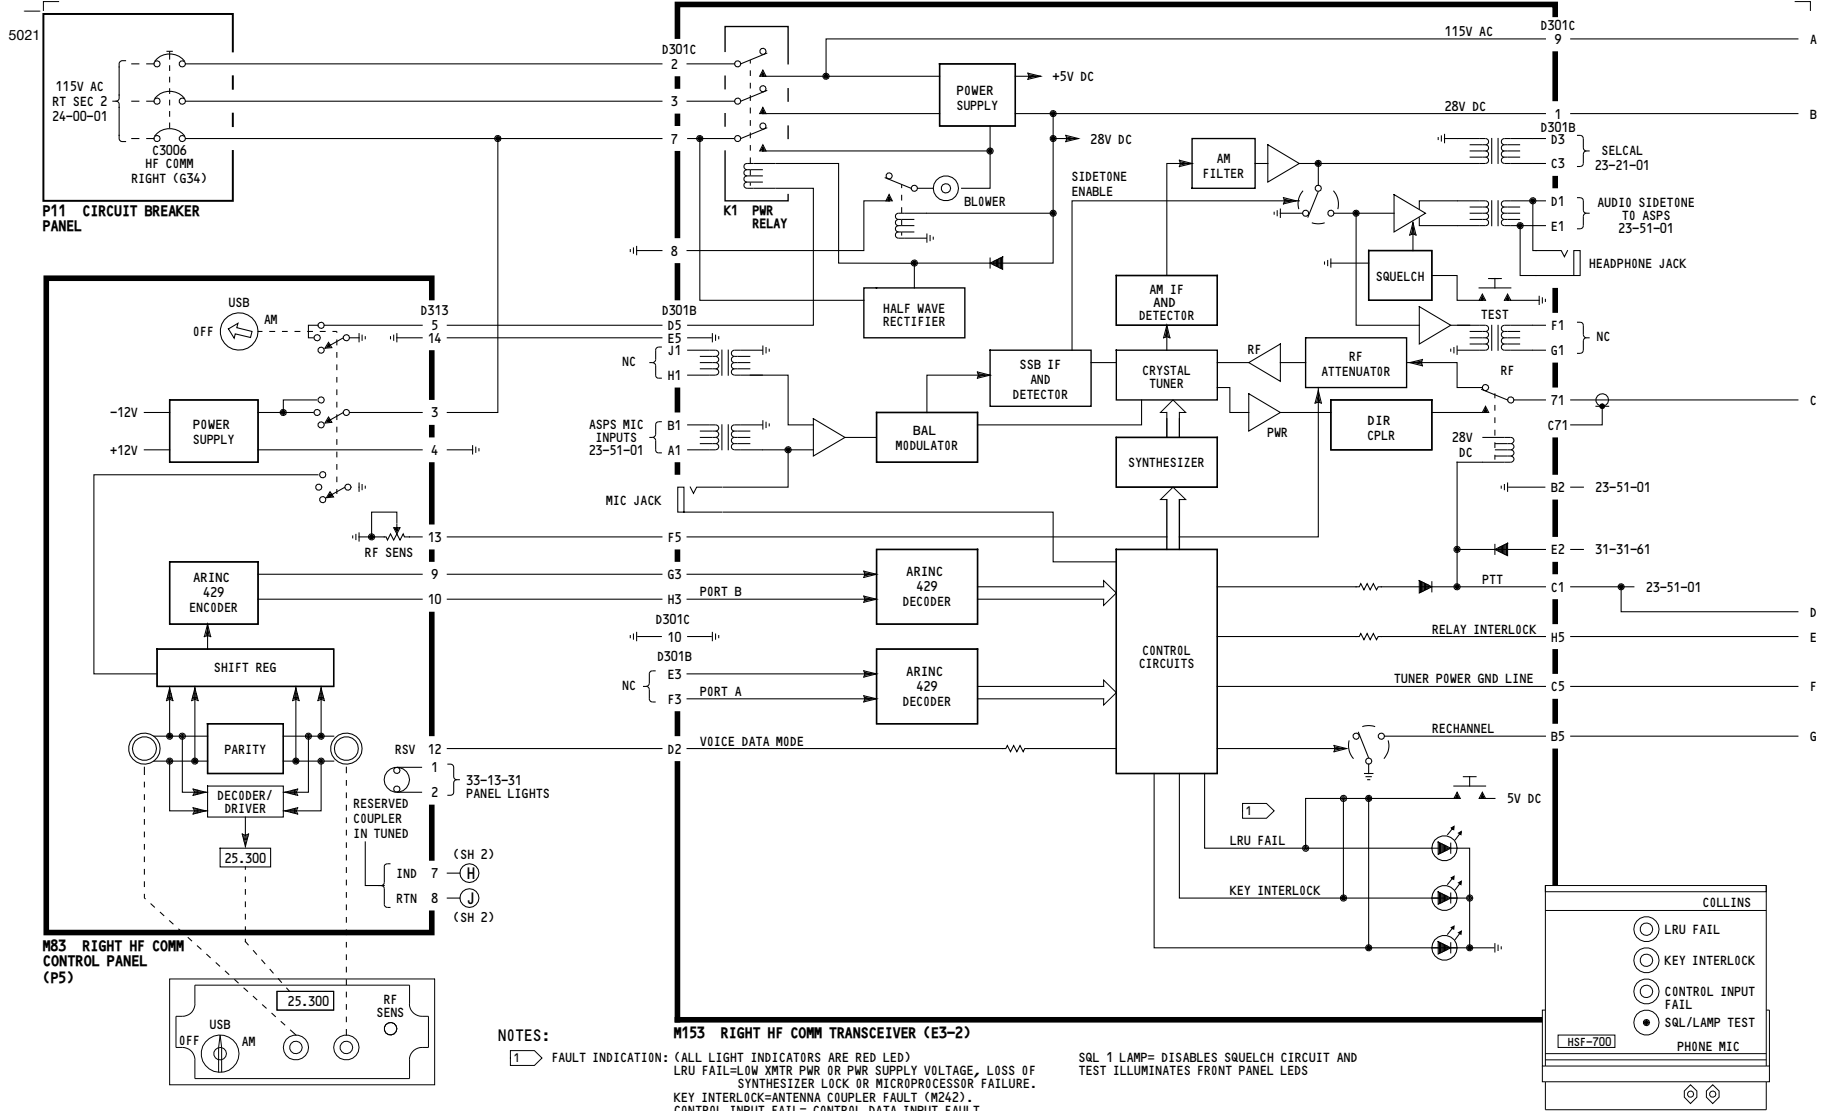 5021
115V AC
RT SEC 2
24-00-01
C3006
HF COMM
RIGHT (G34)
P11 CIRCUIT BREAKER
PANEL
D301C
2
3
7
8
K1 PWR
RELAY
POWER
SUPPLY
+5V DC
28V DC
BLOWER
HALF WAVE
RECTIFIER
115V AC
D301C
9
A
28V DC
1
B
D301B
D3
C3
SELCAL
23-21-01
AM
FILTER
SIDETONE
ENABLE
D1
E1
AUDIO SIDETONE
TO ASPS
23-51-01
HEADPHONE JACK
SQUELCH
TEST
F1
G1
NC
AM IF
AND
DETECTOR
SSB IF
AND
DETECTOR
CRYSTAL
TUNER
RF
RF
ATTENUATOR
RF
71
C
C71
PWR
DIR
CPLR
28V
DC
BAL
MODULATOR
SYNTHESIZER
B2
23-51-01
E2
31-31-61
PTT
C1
23-51-01
D
RELAY INTERLOCK
H5
E
TUNER POWER GND LINE
C5
F
RECHANNEL
B5
G
5V DC
1
LRU FAIL
KEY INTERLOCK
CONTROL
CIRCUITS
USB
OFF
AM
D313
5
14
D301B
D5
E5
J1
NC
H1
-12V
+12V
POWER
SUPPLY
3
4
ASPS MIC
INPUTS
23-51-01
B1
A1
MIC JACK
RF SENS
13
F5
ARINC
429
ENCODER
9
10
G3
H3
PORT B
ARINC
429
DECODER
D301C
10
D301B
E3
NC
F3
PORT A
ARINC
429
DECODER
SHIFT REG
PARITY
RSV
12
D2
VOICE DATA MODE
1
2
33-13-31
PANEL LIGHTS
DECODER/
DRIVER
25.300
RESERVED
COUPLER
IN TUNED
(SH 2)
IND
7
H
RTN
8
J
(SH 2)
M83 RIGHT HF COMM
CONTROL PANEL
(P5)
25.300
RF
SENS
USB
OFF
AM
M153 RIGHT HF COMM TRANSCEIVER (E3-2)
COLLINS
LRU FAIL
KEY INTERLOCK
CONTROL INPUT
FAIL
SQL/LAMP TEST
HSF-700
PHONE MIC
NOTES:
1
FAULT INDICATION: (ALL LIGHT INDICATORS ARE RED LED)
LRU FAIL=LOW XMTR PWR OR PWR SUPPLY VOLTAGE, LOSS OF
SYNTHESIZER LOCK OR MICROPROCESSOR FAILURE.
KEY INTERLOCK=ANTENNA COUPLER FAULT (M242).
CONTROL INPUT FAIL= CONTROL DATA INPUT FAULT
SQL 1 LAMP= DISABLES SQUELCH CIRCUIT AND
TEST ILLUMINATES FRONT PANEL LEDS